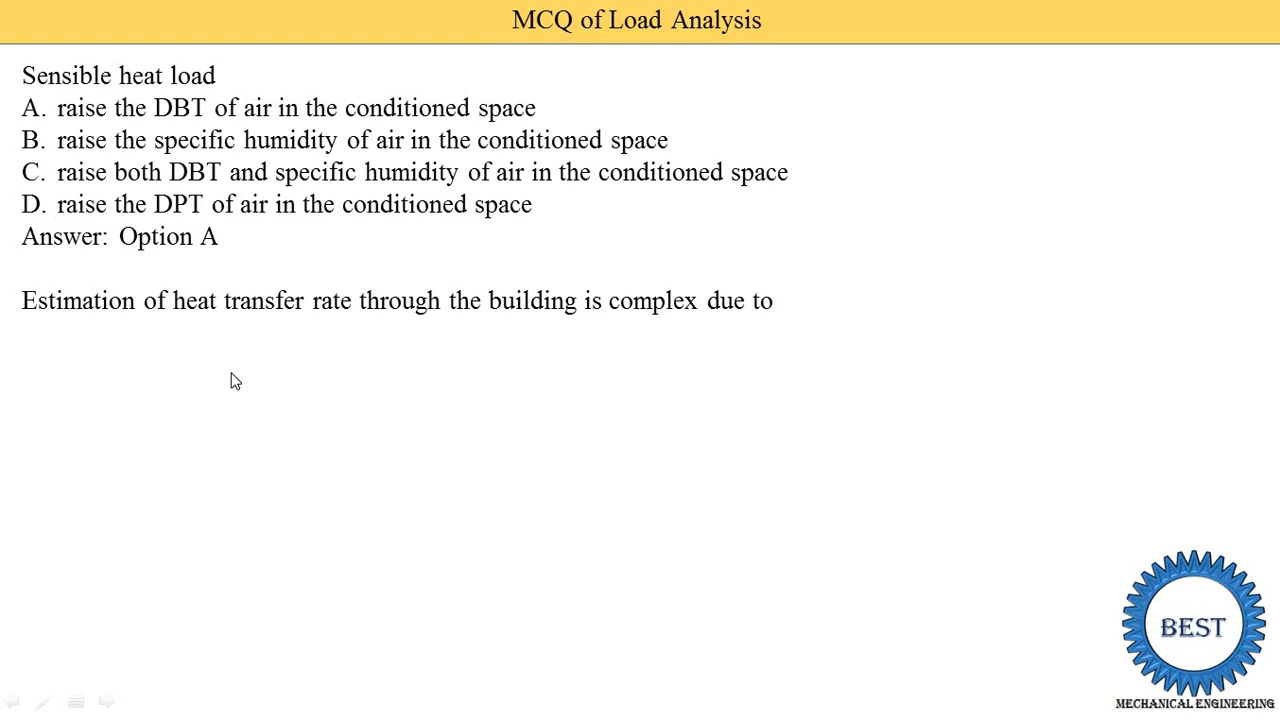 MCQ of Load Analysis
Sensible heat load
A. raise the DBT of air in the conditioned space
B. raise the specific humidity of air in the conditioned space
C. raise both DBT and specific humidity of air in the conditioned space
D. raise the DPT of air in the conditioned space
Answer: Option A
Estimation of heat transfer rate through the building is complex due to
BEST
MECHANICAL ENGINEERING